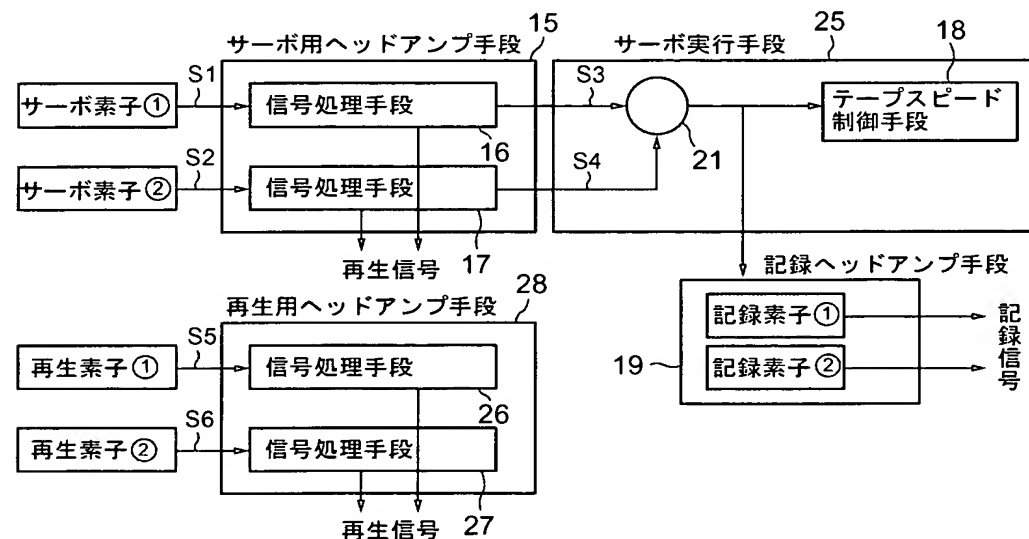 サーボ用ヘッドアンプ手段
15
サーボ実行手段
25
18
サーボ素子①
S1
信号処理手段
16
S3
21
テープスピード
制御手段
サーボ素子②
S2
信号処理手段
17
S4
再生信号
記録ヘッドアンプ手段
19
記録素子①
記録素子②
記録信号
再生用ヘッドアンプ手段
28
再生素子①
S5
信号処理手段
26
再生素子②
S6
信号処理手段
27
再生信号